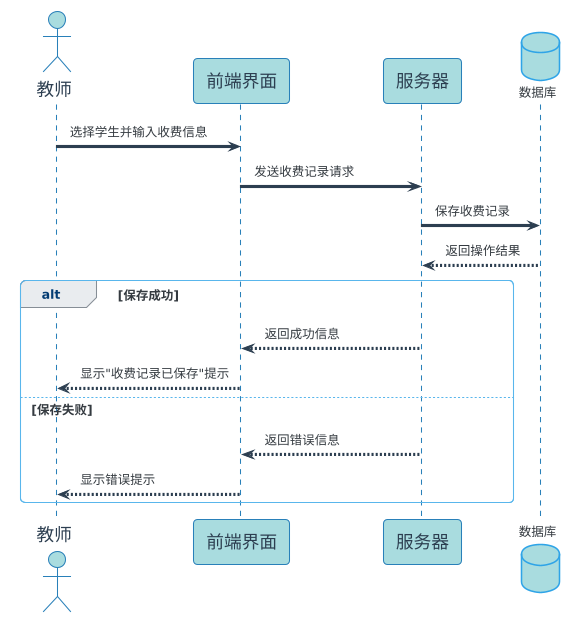 教师
前端界面
服务器
数据库
选择学生并输入收费信息
发送收费记录请求
保存收费记录
返回操作结果
alt
[保存成功]
返回成功信息
显示"收费记录已保存"提示
[保存失败]
返回错误信息
显示错误提示
教师
前端界面
服务器
数据库